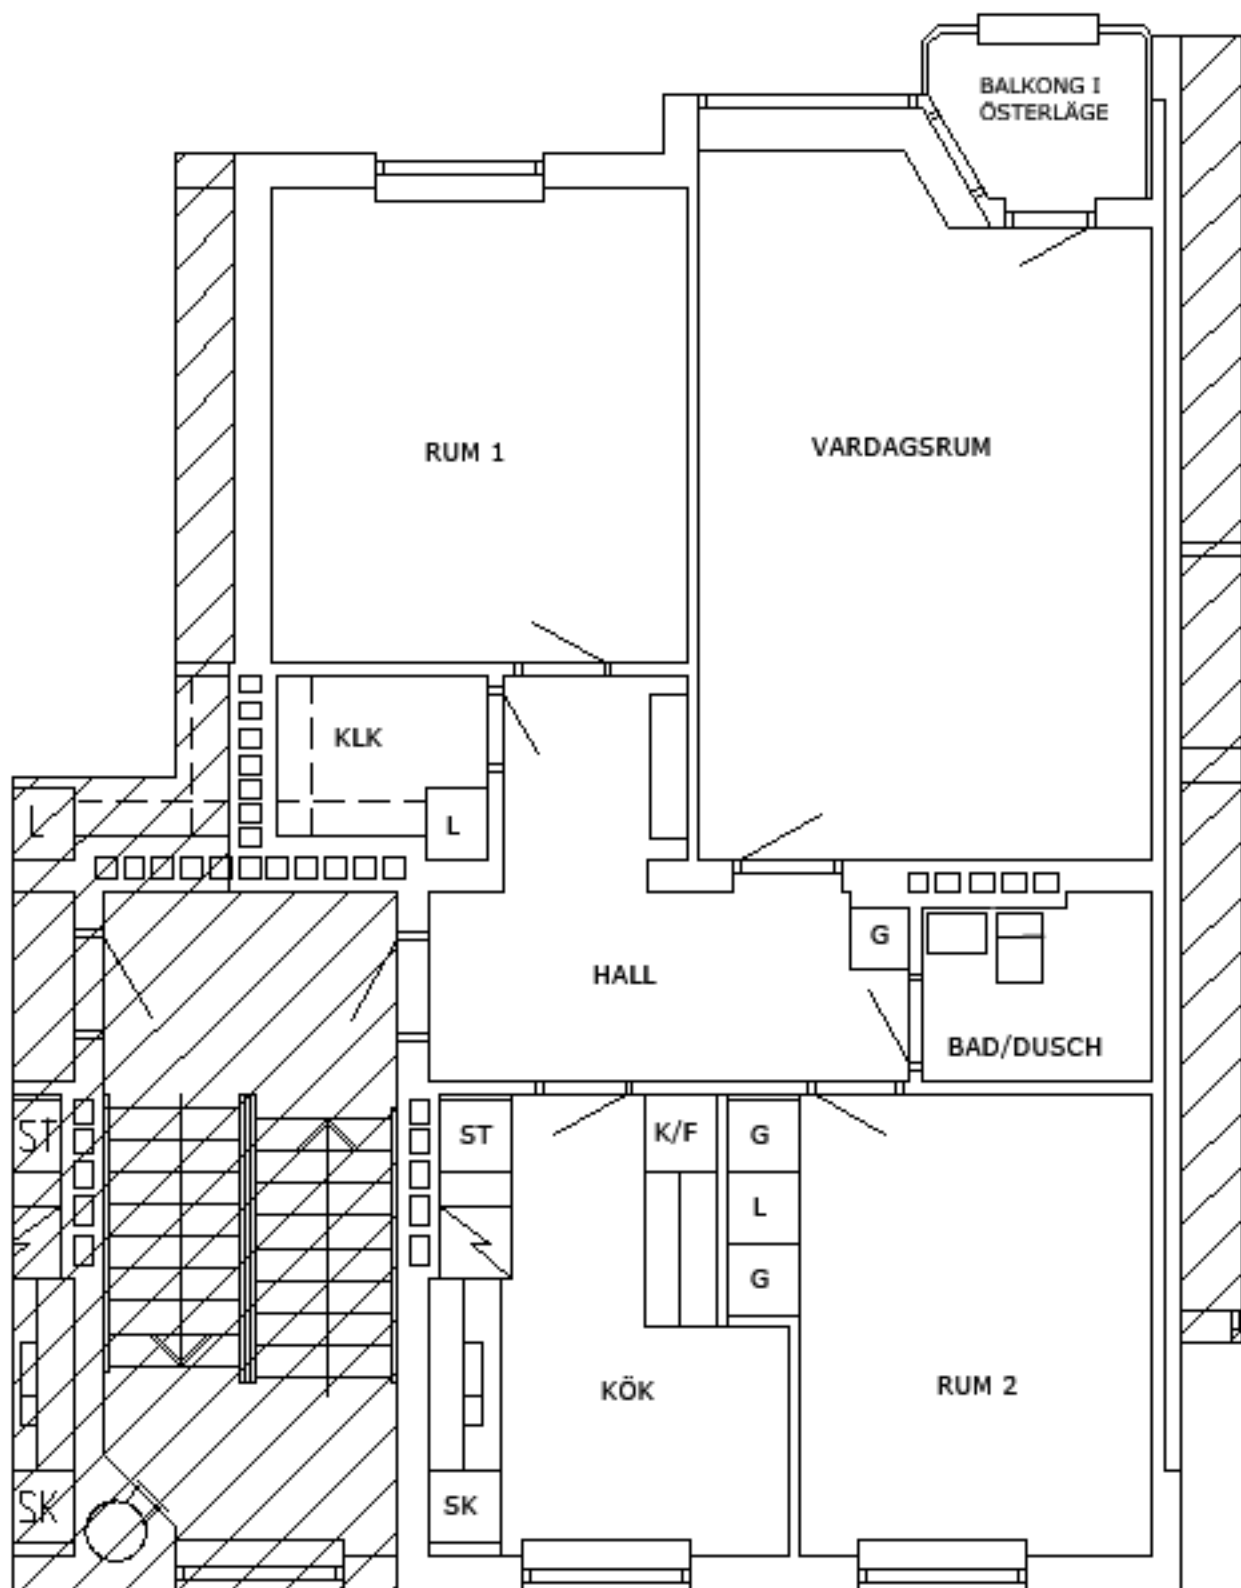 BALKONG I
ÖSTERLÄGE
RUM 1
VARDAGSRUM
KLK
L
L
G
HALL
BAD/DUSCH
ST
ST
K/F
G
L
G
KÖK
RUM 2
SK
SK